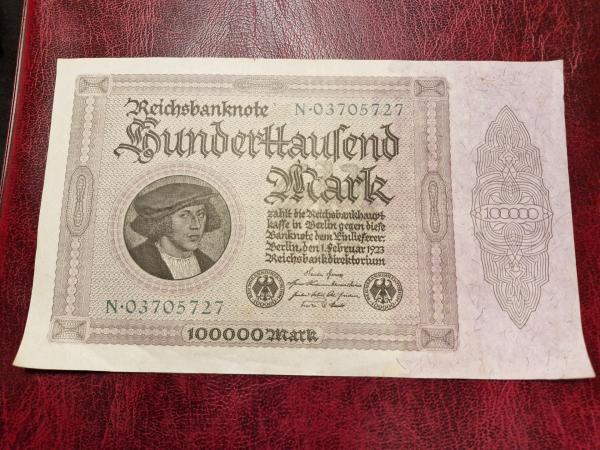 Reichsbanknote
N·03705727
Hunderttausend
Mark
zahlt die Reichsbankhaupt-
kasse in Berlin gegen diese
Banknote dem Einlieferer.
Berlin, den 1. Februar 1923
Reichsbankdirektorium
N·03705727
100000 Mark
100000